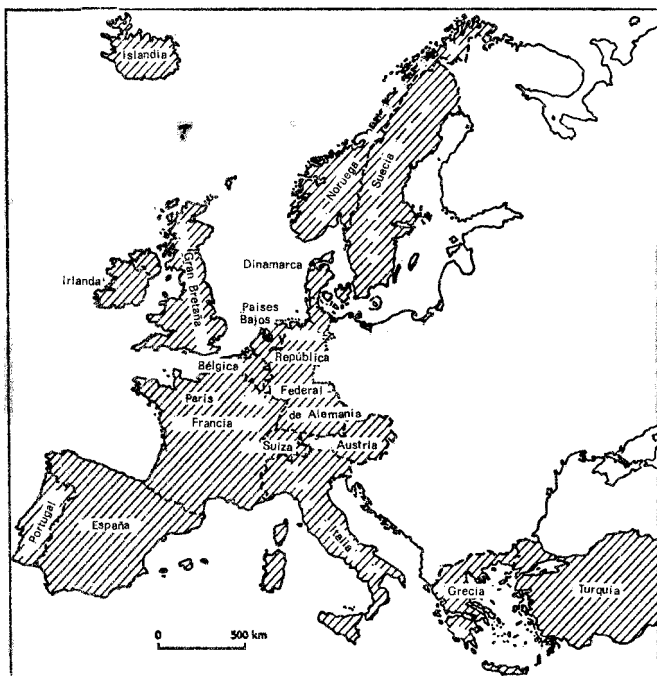 Islandia
Noruega
Suecia
Dinamarca
Irlanda
Gran Bretaña
Paises
Bajos
República
Bélgica
Federal
París
de Alemania
Francia
Suiza
Austria
Portugal
España
Italia
Grecia
Turquía
0 500 km